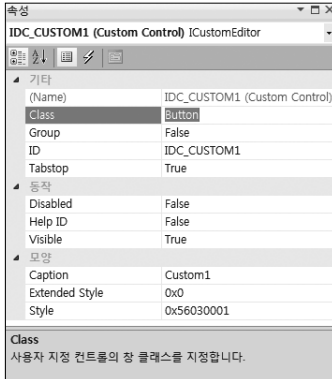 속성
IDC_CUSTOM1 (Custom Control) ICustomEditor
기타
(Name) IDC_CUSTOM1 (Custom Control)
Class Button
Group False
ID IDC_CUSTOM1
Tabstop True
동작
Disabled False
Help ID False
Visible True
모양
Caption Custom1
Extended Style 0x0
Style 0x56030001
Class
사용자 지정 컨트롤의 창 클래스를 지정합니다.